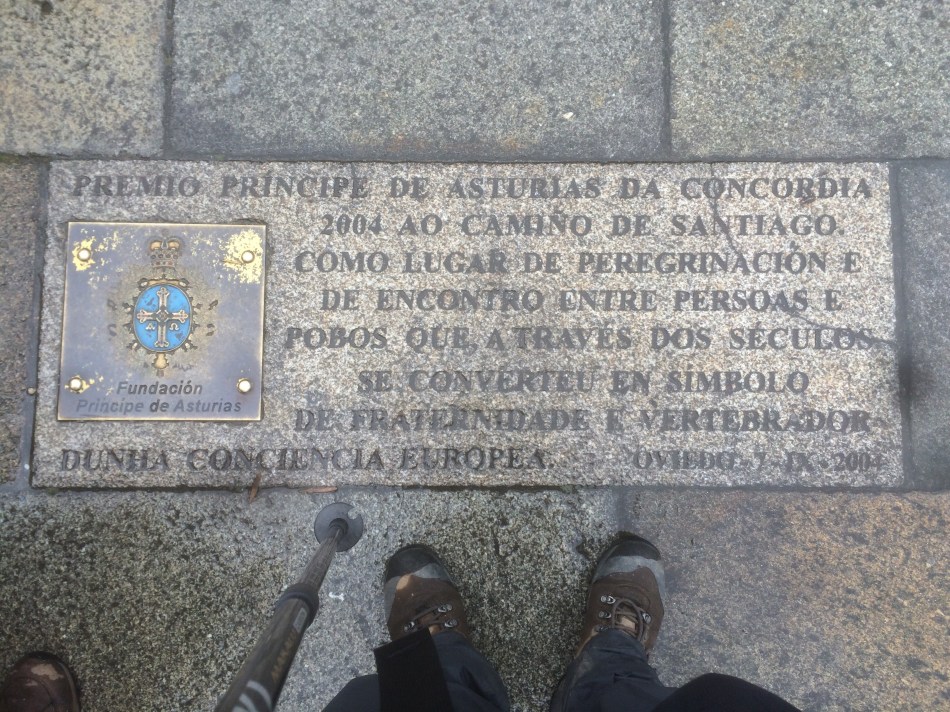 PREMIO PRÍNCIPE DE ASTURIAS DA CONCORDIA
2004 AO CAMIÑO DE SANTIAGO.
COMO LUGAR DE PEREGRINACIÓN E
DE ENCONTRO ENTRE PERSOAS E
POBOS QUE, A TRAVÉS DOS SÉCULOS
SE CONVERTEU EN SÍMBOLO
DE FRATERNIDADE E VERTEBRADOR
DUNHA CONCIENCIA EUROPEA. OVIEDO-7-IX-2004
Fundación
Príncipe de Asturias